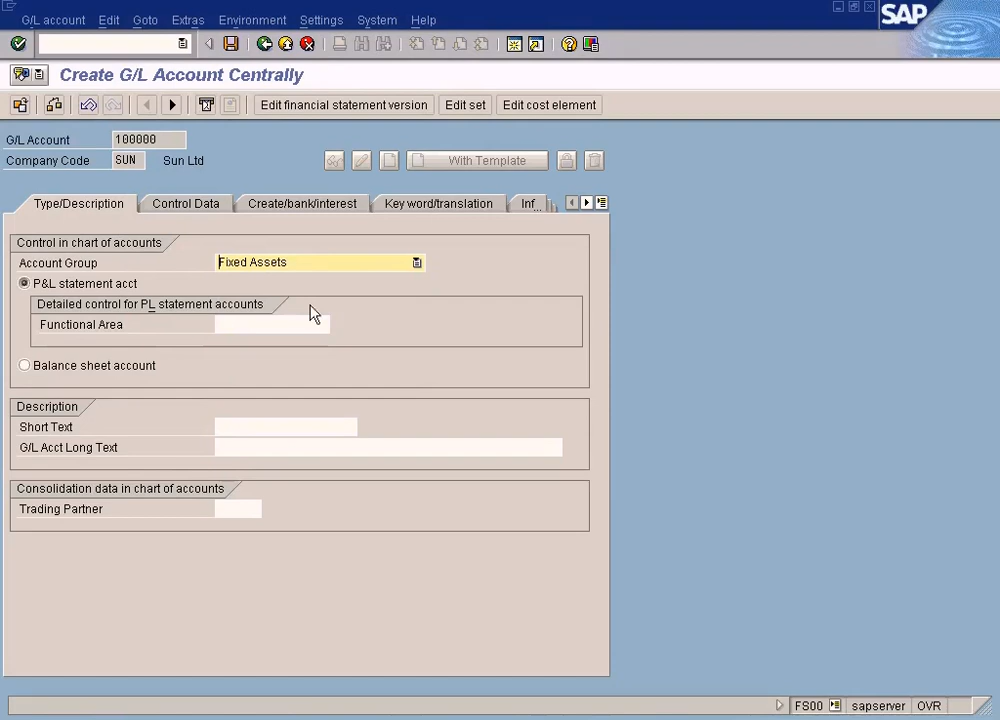 G/L account Edit Goto Extras Environment Settings System Help
SAP
Create G/L Account Centrally
Edit financial statement version Edit set Edit cost element
G/L Account 100000
Company Code SUN Sun Ltd With Template
Type/Description Control Data Create/bank/interest Key word/translation Inf...
Control in chart of accounts
Account Group Fixed Assets
P&L statement acct
Detailed control for PL statement accounts
Functional Area
Balance sheet account
Description
Short Text
G/L Acct Long Text
Consolidation data in chart of accounts
Trading Partner
FS00 sapserver OVR